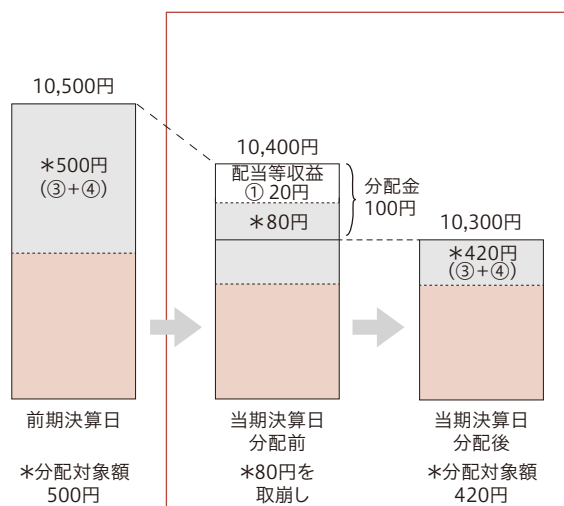 10,500円
＊500円
(③+④)
前期決算日
＊分配対象額
500円
10,400円
配当等収益
① 20円
＊80円
分配金
100円
当期決算日
分配前
＊80円を
取崩し
10,300円
＊420円
(③+④)
当期決算日
分配後
＊分配対象額
420円